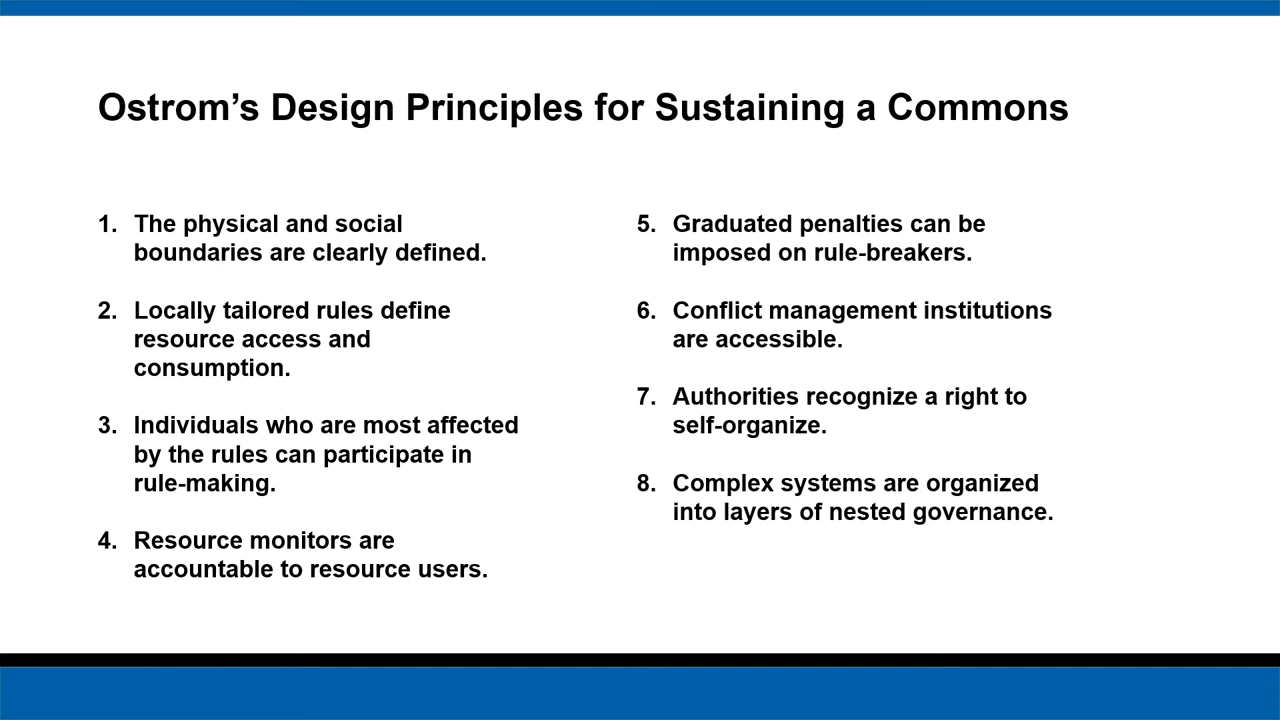 Ostrom’s Design Principles for Sustaining a Commons
1. The physical and social
boundaries are clearly defined.
2. Locally tailored rules define
resource access and
consumption.
3. Individuals who are most affected
by the rules can participate in
rule-making.
4. Resource monitors are
accountable to resource users.
5. Graduated penalties can be
imposed on rule-breakers.
6. Conflict management institutions
are accessible.
7. Authorities recognize a right to
self-organize.
8. Complex systems are organized
into layers of nested governance.